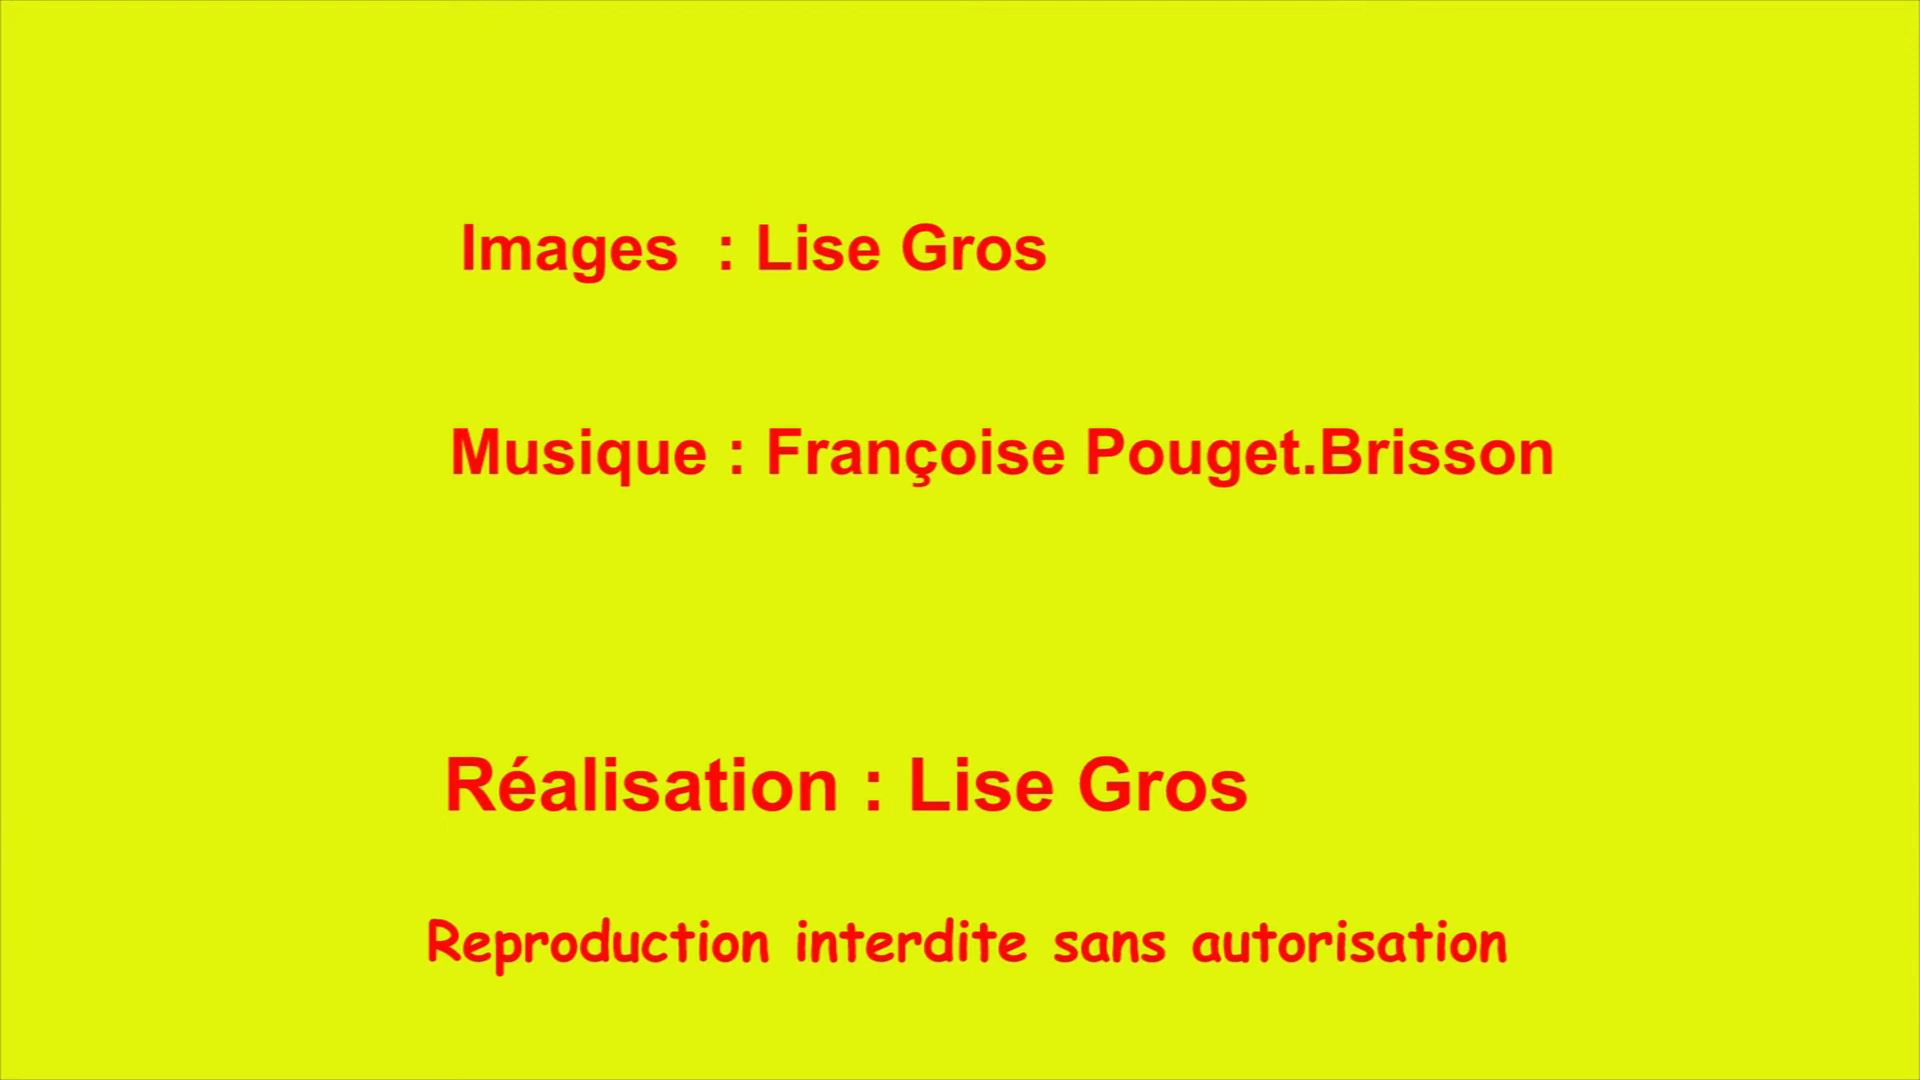 Images  : Lise Gros
Musique : Françoise Pouget.Brisson
Réalisation : Lise Gros
Reproduction interdite sans autorisation